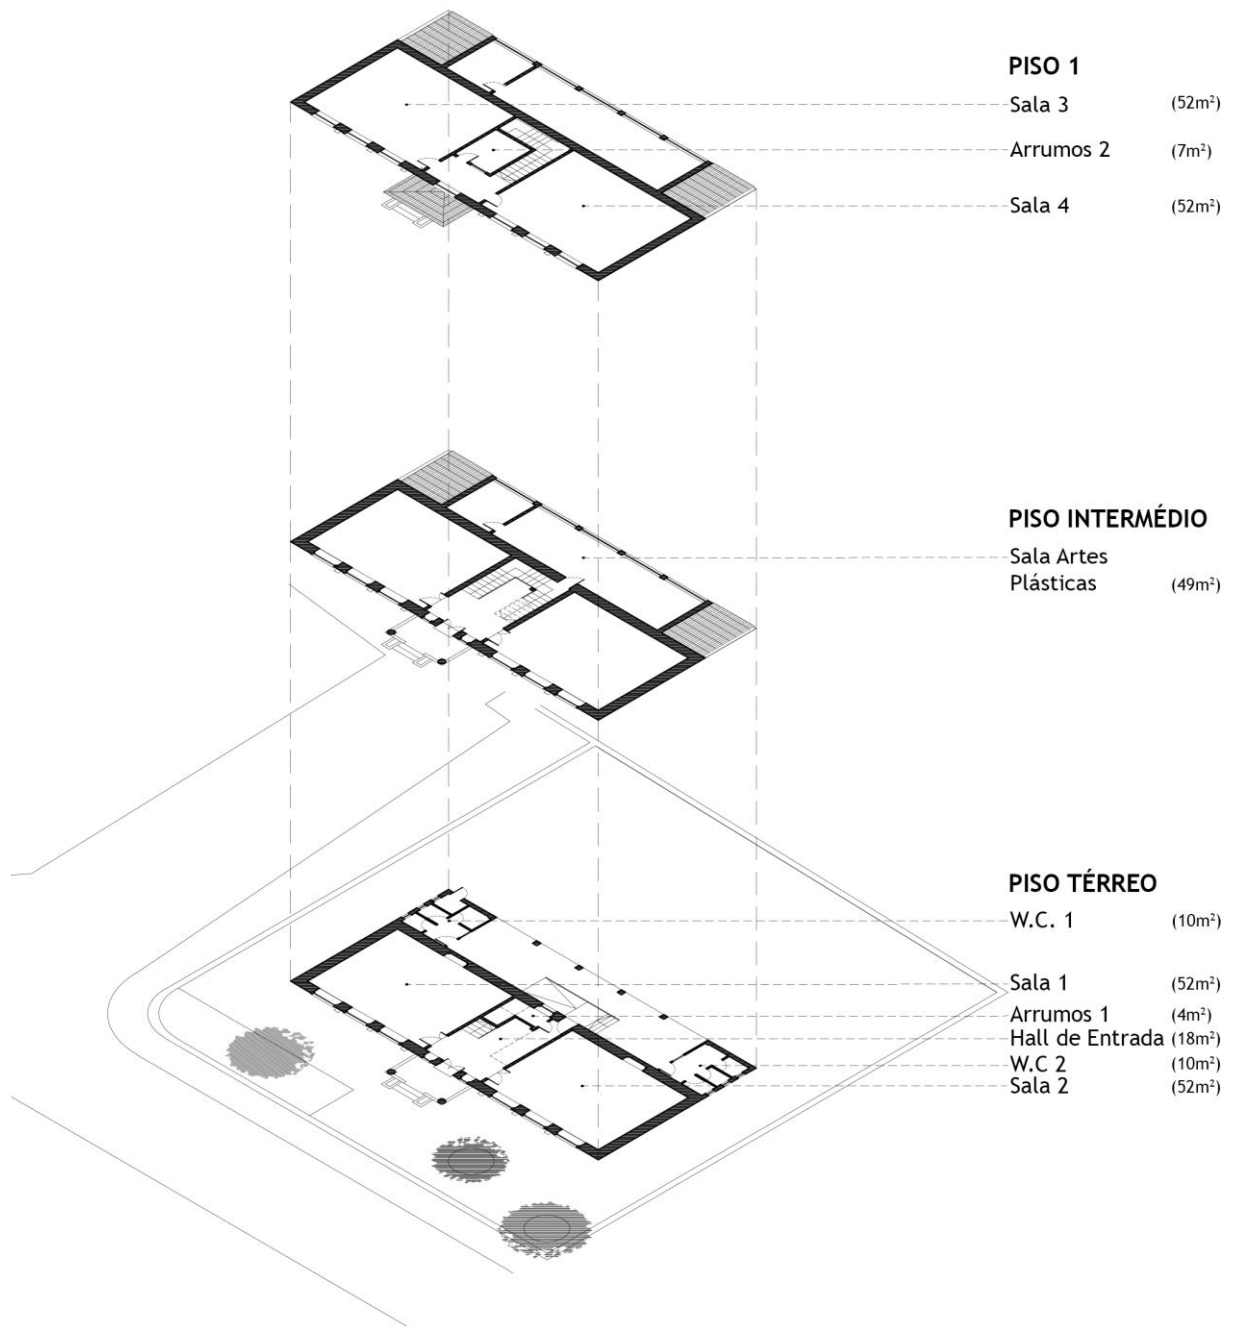 PISO 1
Sala 3 (52m²)
Arrumos 2 (7m²)
Sala 4 (52m²)
PISO INTERMÉDIO
Sala Artes
Plásticas (49m²)
PISO TÉRREO
W.C. 1 (10m²)
Sala 1 (52m²)
Arrumos 1 (4m²)
Hall de Entrada (18m²)
W.C 2 (10m²)
Sala 2 (52m²)